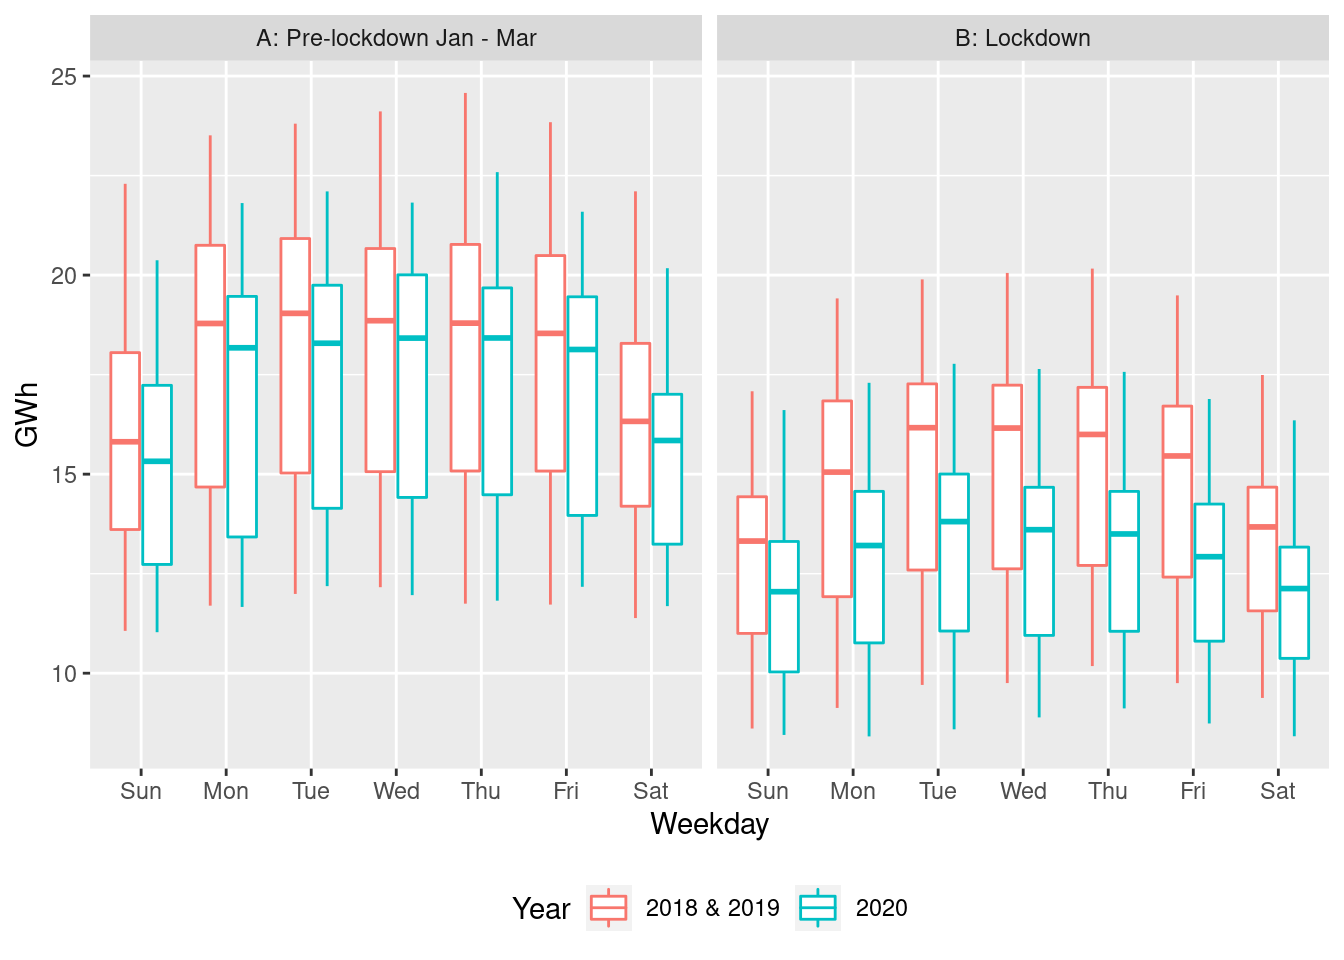 A: Pre-lockdown Jan - Mar
B: Lockdown
GWh
25
20
15
10
Sun Mon Tue Wed Thu Fri Sat
Sun Mon Tue Wed Thu Fri Sat
Weekday
Year 2018 & 2019 2020